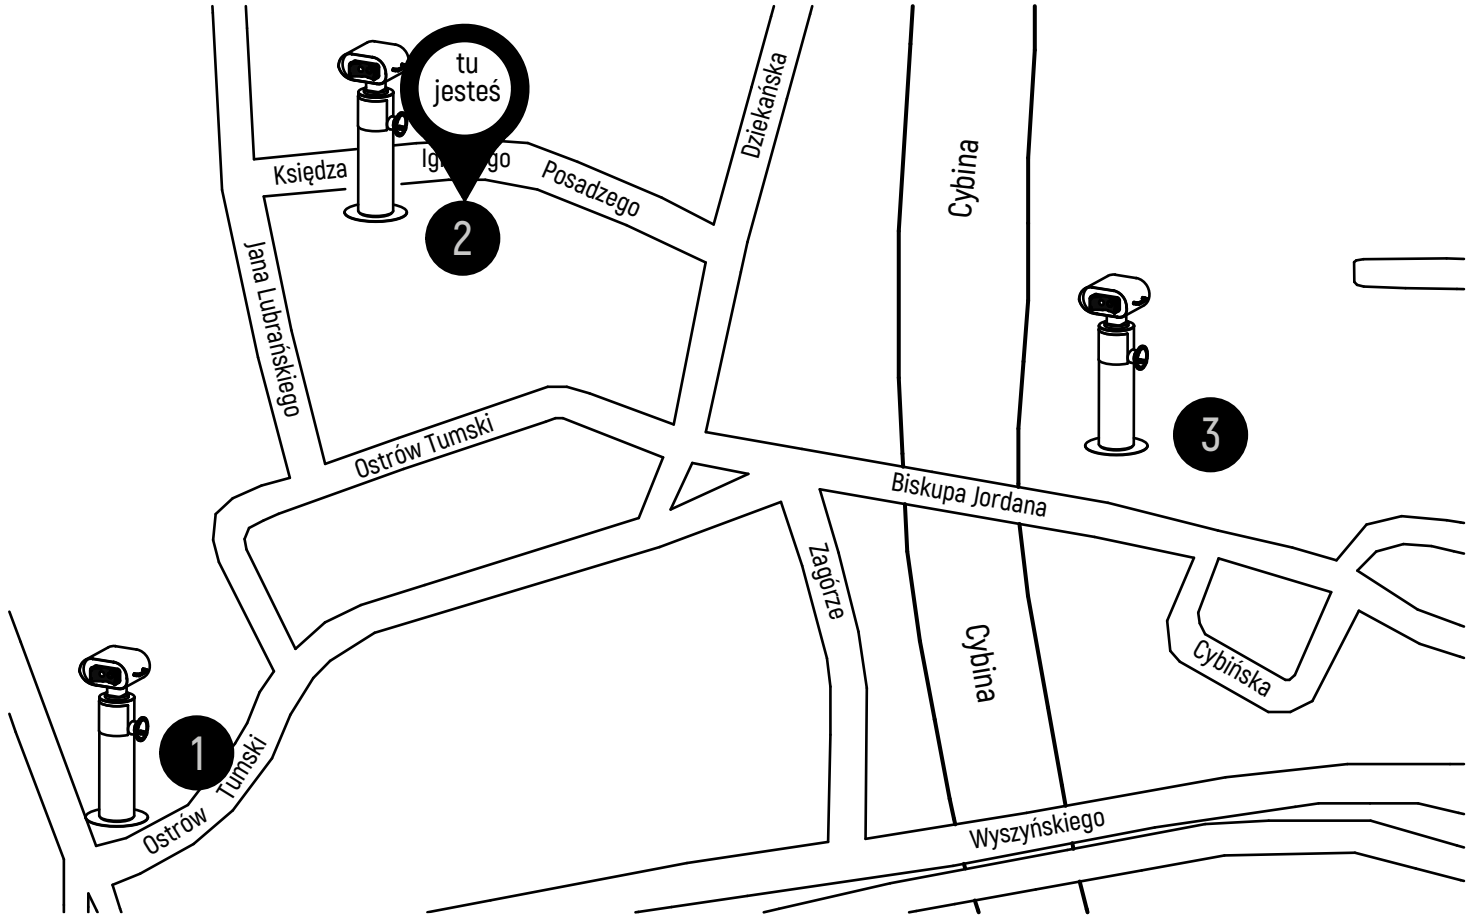 tu
jesteś
Księdza
Posadzego
2
Dziekańska
Cybina
Jana Lubrańskiego
Ostrów Tumski
3
Biskupa Jordana
Zagórze
Cybina
Cybińska
1
Ostrów Tumski
Wyszyńskiego